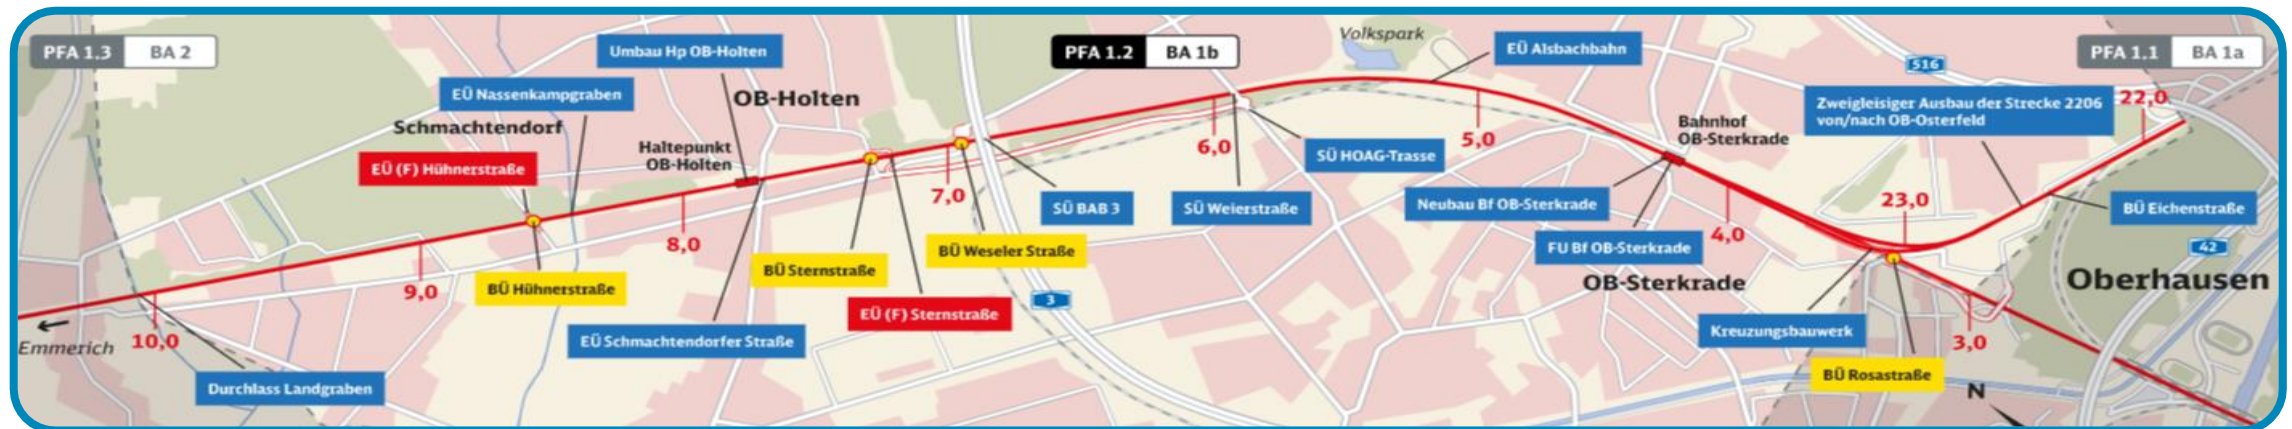 PFA 1.3 BA 2
Umbau Hp OB-Holten
EÜ Nassenkampgraben
OB-Holten
Schmachtendorf
EÜ (F) Hühnerstraße
Haltepunkt
OB-Holten
PFA 1.2 BA 1b
Volkspark
EÜ Alsbachbahn
516
PFA 1.1 BA 1a
Zweigleisiger Ausbau der Strecke 2206
von/nach OB-Osterfeld
22,0
Bahnhof
OB-Sterkrade
6,0
5,0
SÜ HOAG-Trasse
7,0
SÜ BAB 3
SÜ Weierstraße
Neubau Bf OB-Sterkrade
23,0
BÜ Eichenstraße
8,0
BÜ Weseler Straße
4,0
FU Bf OB-Sterkrade
42
BÜ Sternstraße
OB-Sterkrade
Oberhausen
9,0
BÜ Hühnerstraße
3
EÜ (F) Sternstraße
Emmerich
10,0
EÜ Schmachtendorfer Straße
Kreuzungsbauwerk
3,0
Durchlass Landgraben
BÜ Rosastraße
N